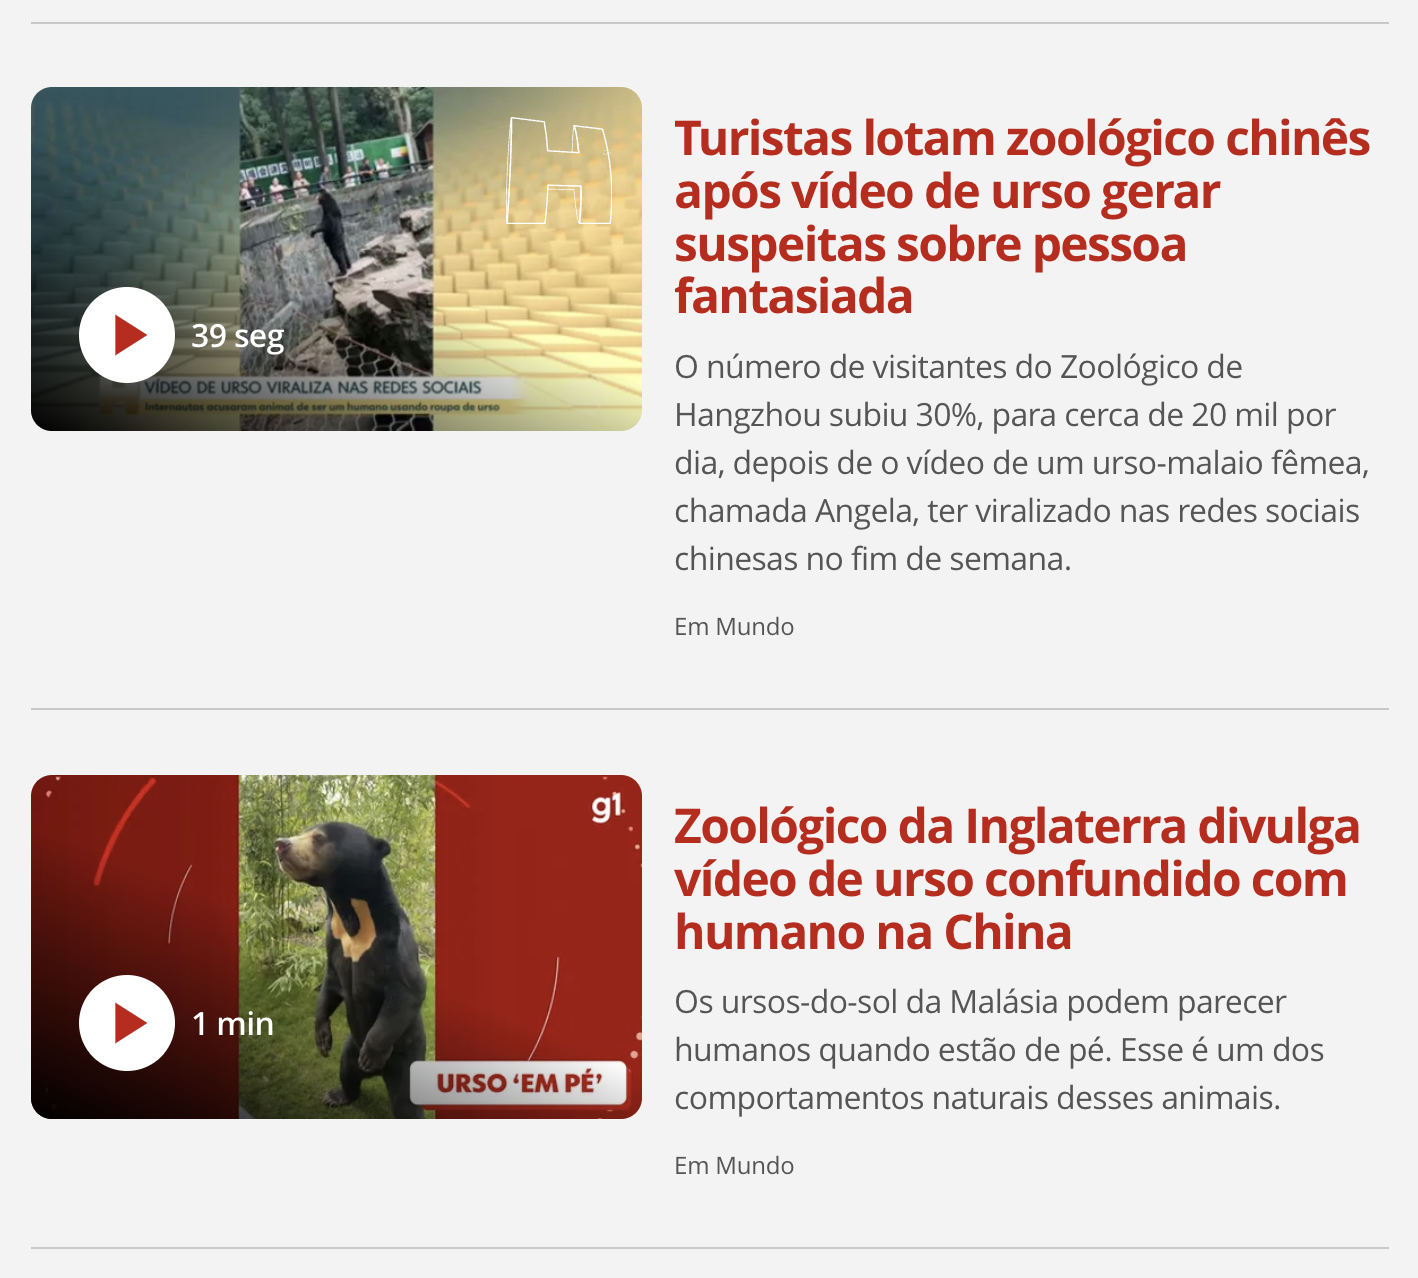 H
39 seg
VÍDEO DE URSO VIRALIZA NAS REDES SOCIAIS
Internautas acusaram animal de ser um humano usando roupa de urso
Turistas lotam zoológico chinês
após vídeo de urso gerar
suspeitas sobre pessoa
fantasiada
O número de visitantes do Zoológico de
Hangzhou subiu 30%, para cerca de 20 mil por
dia, depois de o vídeo de um urso-malaio fêmea,
chamada Angela, ter viralizado nas redes sociais
chinesas no fim de semana.
Em Mundo
g1
1 min
URSO ‘EM PÉ’
Zoológico da Inglaterra divulga
vídeo de urso confundido com
humano na China
Os ursos-do-sol da Malásia podem parecer
humanos quando estão de pé. Esse é um dos
comportamentos naturais desses animais.
Em Mundo